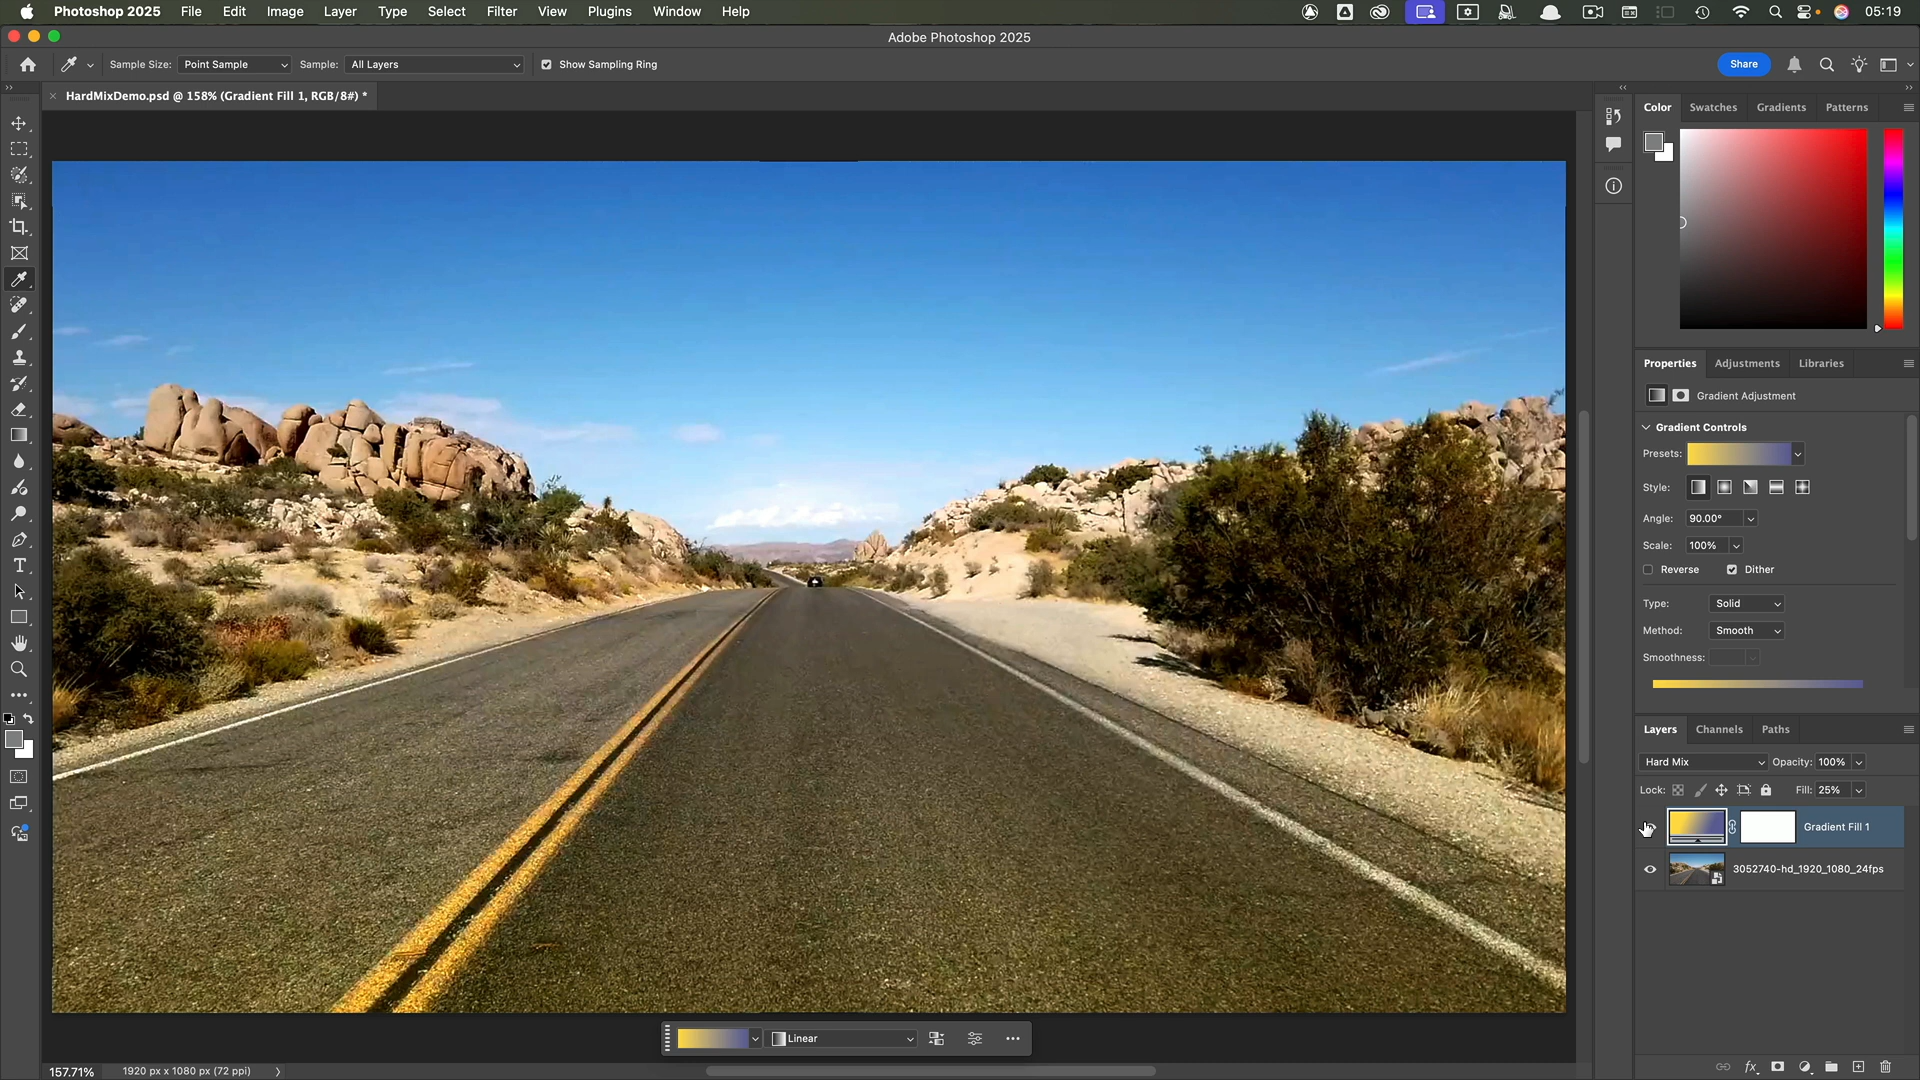 Photoshop 2025 File Edit Image Layer Type Select Filter View Plugins Window Help 05:19
Adobe Photoshop 2025
Sample Size: Point Sample Sample: All Layers Show Sampling Ring Share
HardMixDemo.psd @ 158% (Gradient Fill 1, RGB/8#) *
Color Swatches Gradients Patterns
Properties Adjustments Libraries
Gradient Adjustment
Gradient Controls
Presets:
Style:
Angle: 90.00°
Scale: 100%
Reverse Dither
Type: Solid
Method: Smooth
Smoothness:
Layers Channels Paths
Hard Mix Opacity: 100%
Lock: Fill: 25%
Gradient Fill 1
3052740-hd_1920_1080_24fps
Linear
157.71% 1920 px x 1080 px (72 ppi)